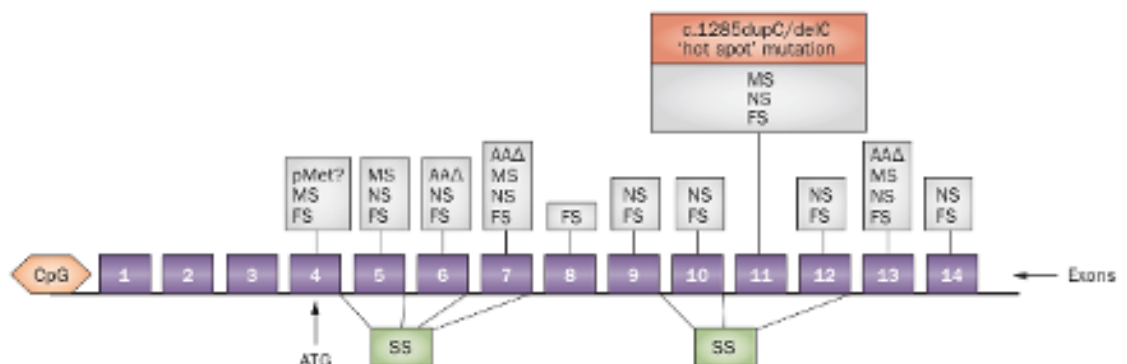 c.1285dupC/delC
'hot spot' mutation
MS
NS
FS
pMet?
MS
FS
MS
NS
FS
AAΔ
NS
FS
AAΔ
MS
NS
FS
FS
NS
FS
NS
FS
NS
FS
AAΔ
MS
NS
FS
NS
FS
CpG 1 2 3 4 5 6 7 8 9 10 11 12 13 14 Exons
SS SS
ATG